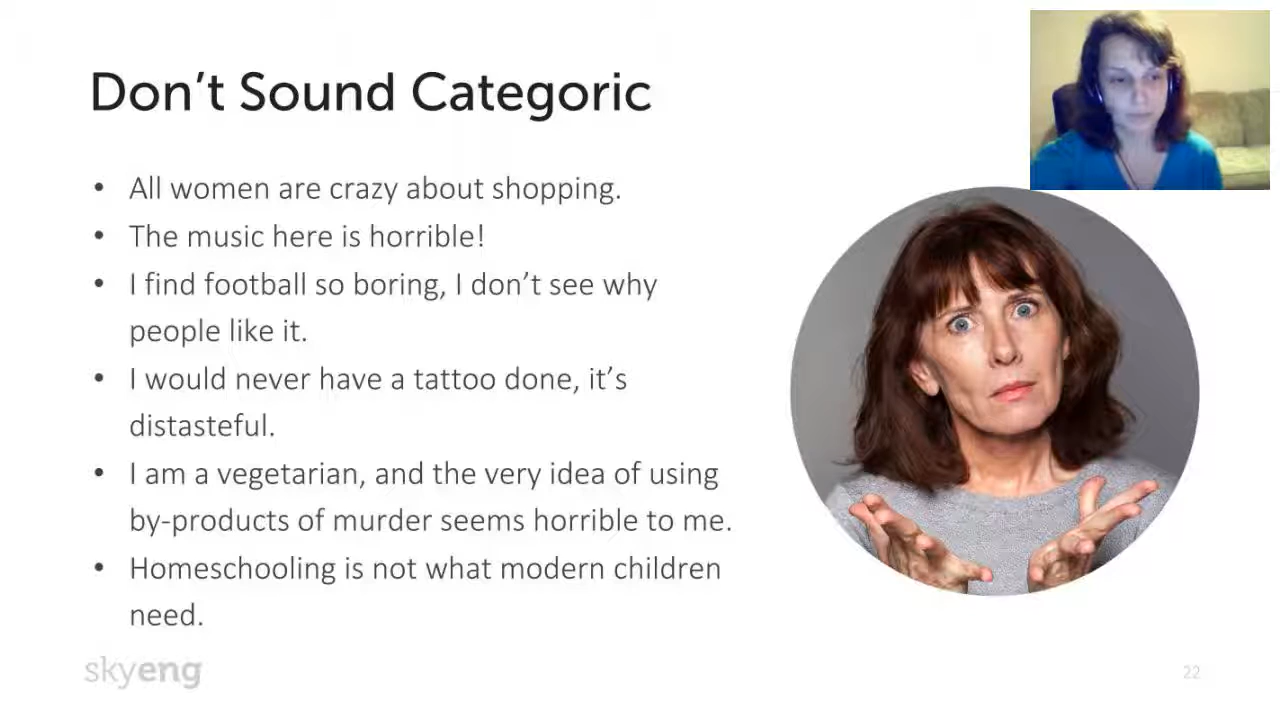 Don’t Sound Categoric
• All women are crazy about shopping.
• The music here is horrible!
• I find football so boring, I don’t see why
people like it.
• I would never have a tattoo done, it’s
distasteful.
• I am a vegetarian, and the very idea of using
by-products of murder seems horrible to me.
• Homeschooling is not what modern children
need.
skyeng
22